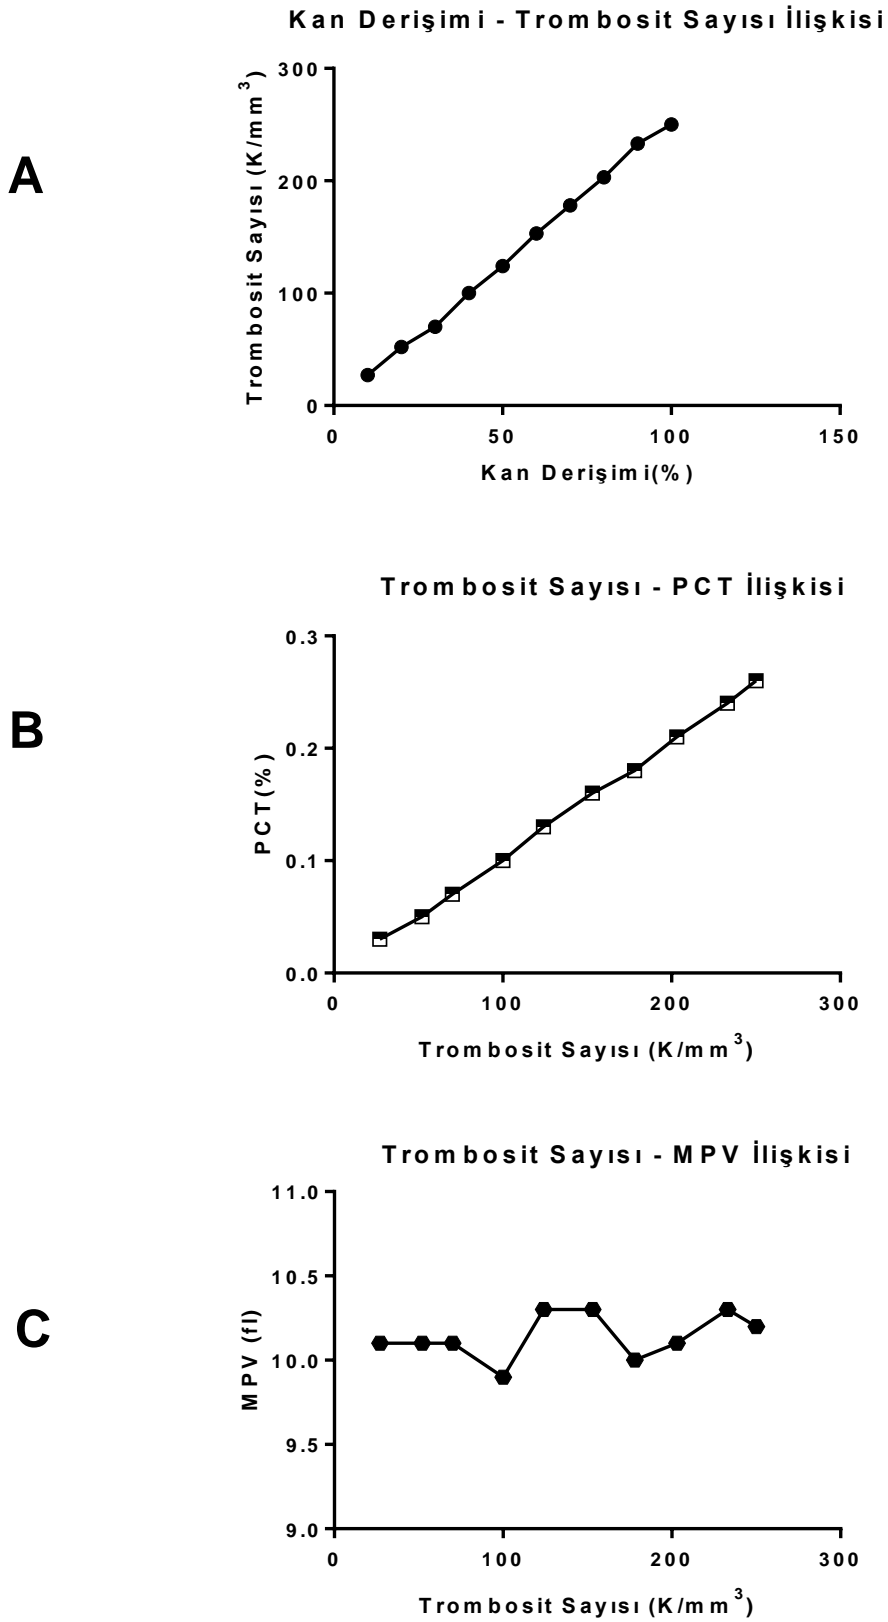 Kan Derişimi - Trombosit Sayısı İlişkisi
A
Trombosit Sayısı (K/mm³)
300
200
100
0
0 50 100 150
Kan Derişimi(%)
Trombosit Sayısı - PCT İlişkisi
B
PCT(%)
0.3
0.2
0.1
0.0
0 100 200 300
Trombosit Sayısı (K/mm³)
Trombosit Sayısı - MPV İlişkisi
C
MPV (fl)
11.0
10.5
10.0
9.5
9.0
0 100 200 300
Trombosit Sayısı (K/mm³)